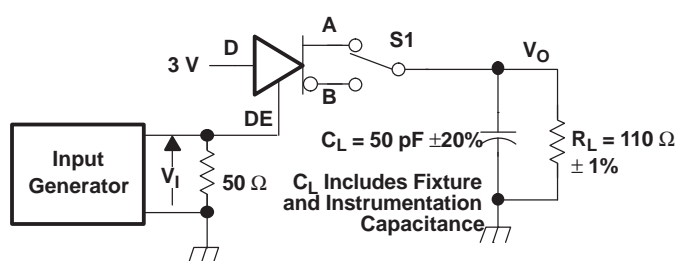 A
S1
D
3 V
VO
B
DE
CL = 50 pF ±20%
RL = 110 Ω
± 1%
Input
Generator
VI
50 Ω
CL Includes Fixture
and Instrumentation
Capacitance